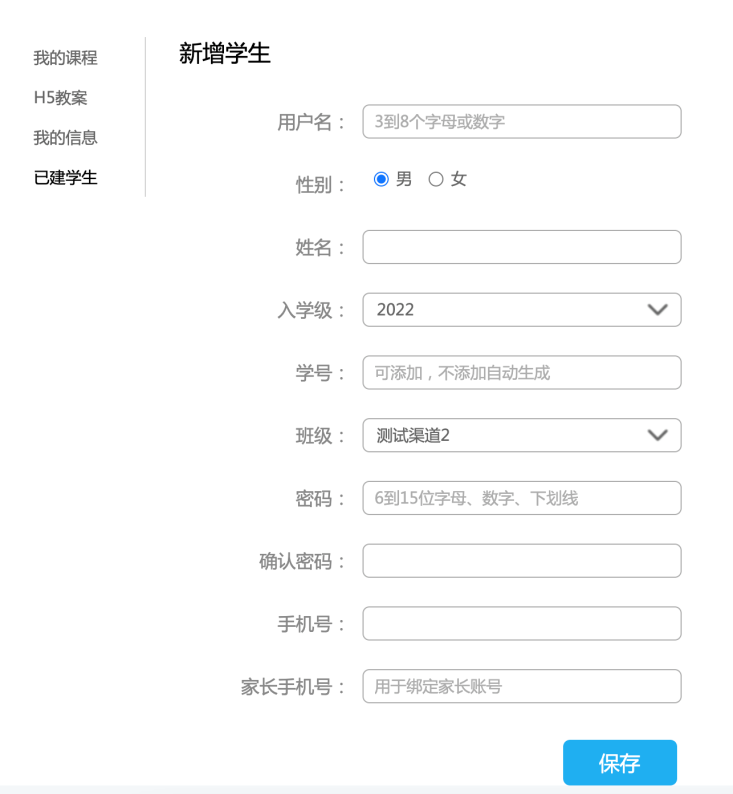 我的课程
H5教案
我的信息
已建学生
新增学生
用户名： 3到8个字母或数字
性别： 男 女
姓名：
入学级： 2022
学号： 可添加，不添加自动生成
班级： 测试渠道2
密码： 6到15位字母、数字、下划线
确认密码：
手机号：
家长手机号： 用于绑定家长账号
保存